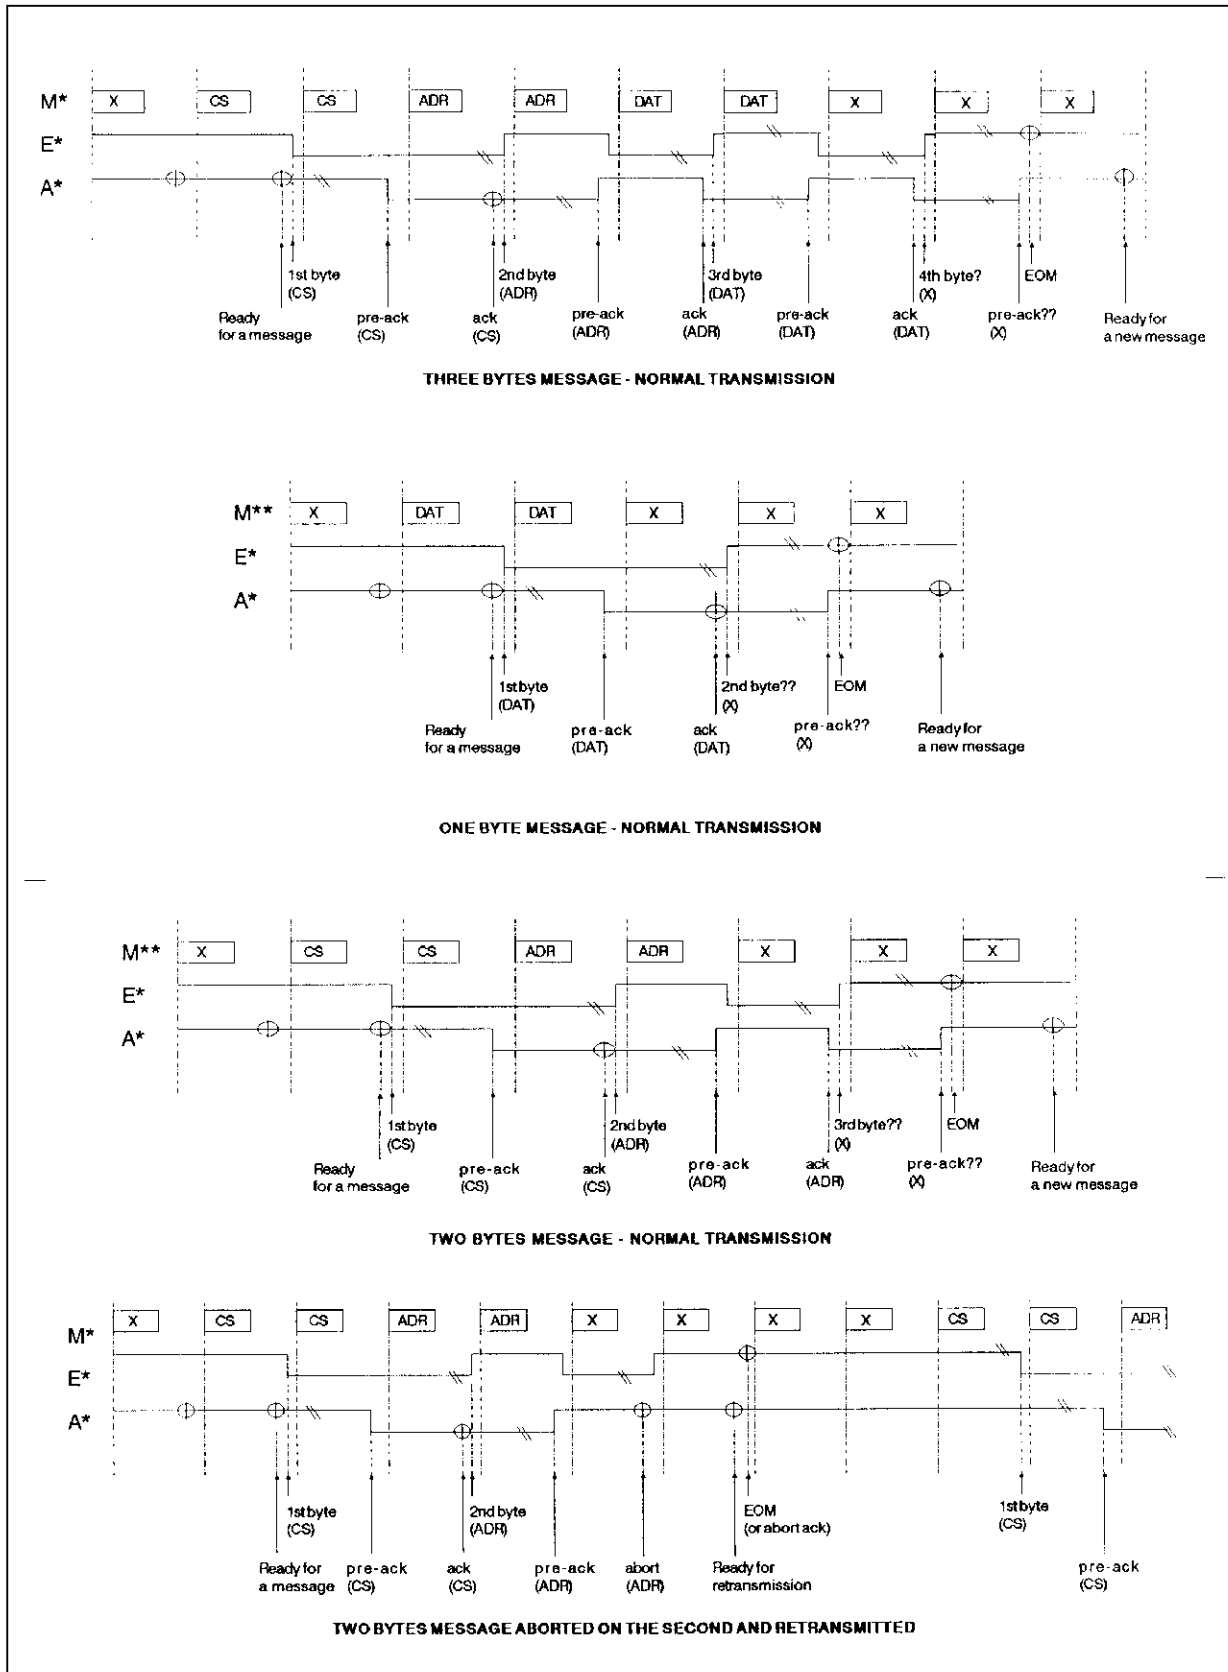 M* X CS CS ADR ADR DAT DAT X X X
E*
A*
1st byte 2nd byte 3rd byte 4th byte? EOM
(CS) (ADR) (DAT) (X)
Ready pre-ack ack pre-ack ack pre-ack ack pre-ack?? Ready for
for a message (CS) (CS) (ADR) (ADR) (DAT) (DAT) (X) a new message
THREE BYTES MESSAGE - NORMAL TRANSMISSION
M** X DAT DAT X X X
E*
A*
1st byte 2nd byte?? EOM
(DAT) (X)
Ready pre-ack ack pre-ack?? Ready for
for a message (DAT) (DAT) (X) a new message
ONE BYTE MESSAGE - NORMAL TRANSMISSION
M** X CS CS ADR ADR X X X
E*
A*
1st byte 2nd byte 3rd byte?? EOM
(CS) (ADR) (X)
Ready pre-ack ack pre-ack ack pre-ack?? Ready for
for a message (CS) (CS) (ADR) (ADR) (X) a new message
TWO BYTES MESSAGE - NORMAL TRANSMISSION
M* X CS CS ADR ADR X X X X CS CS ADR
E*
A*
1st byte 2nd byte EOM 1st byte
(CS) (ADR) (or abort ack) (CS)
Ready for pre-ack ack pre-ack abort Ready for pre-ack
a message (CS) (CS) (ADR) (ADR) retransmission (CS)
TWO BYTES MESSAGE ABORTED ON THE SECOND AND RETRANSMITTED